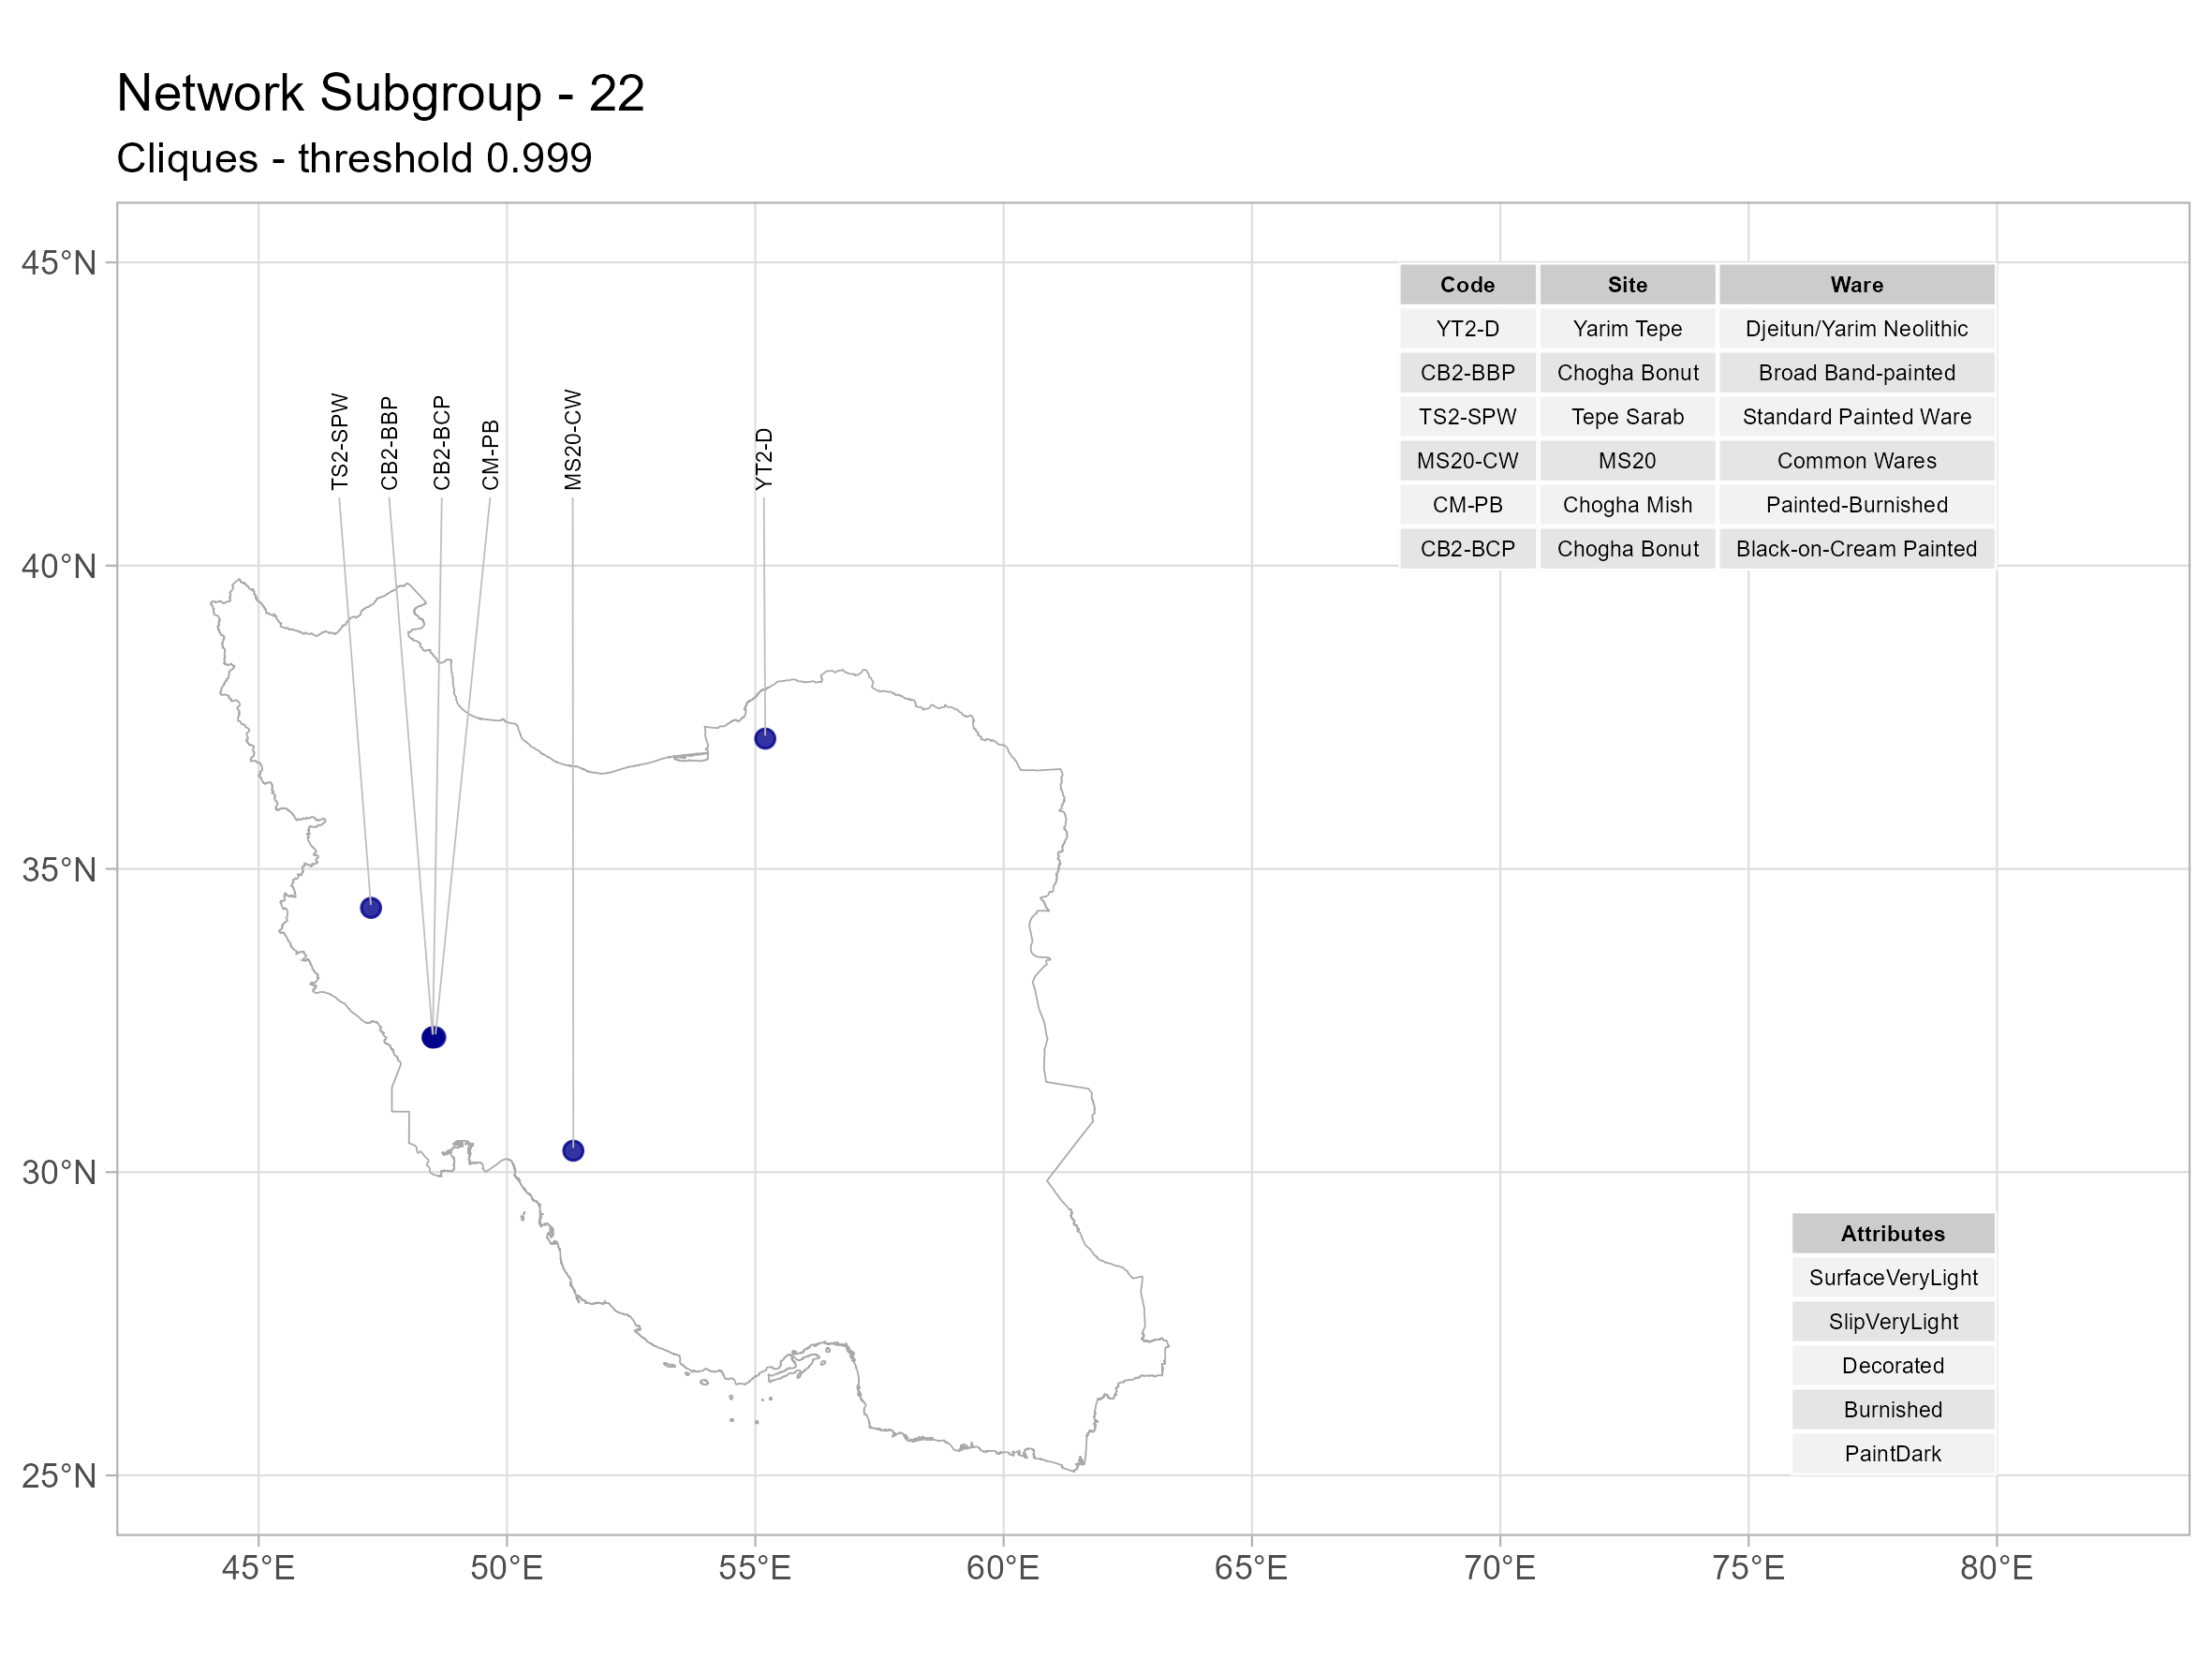 Network Subgroup - 22
Cliques - threshold 0.999
45°N
40°N
35°N
30°N
25°N
TS2-SPW
CB2-BBP
CB2-BCP
CM-PB
MS20-CW
YT2-D
Code Site Ware
YT2-D Yarim Tepe Djeitun/Yarim Neolithic
CB2-BBP Chogha Bonut Broad Band-painted
TS2-SPW Tepe Sarab Standard Painted Ware
MS20-CW MS20 Common Wares
CM-PB Chogha Mish Painted-Burnished
CB2-BCP Chogha Bonut Black-on-Cream Painted
Attributes
SurfaceVeryLight
SlipVeryLight
Decorated
Burnished
PaintDark
45°E 50°E 55°E 60°E 65°E 70°E 75°E 80°E